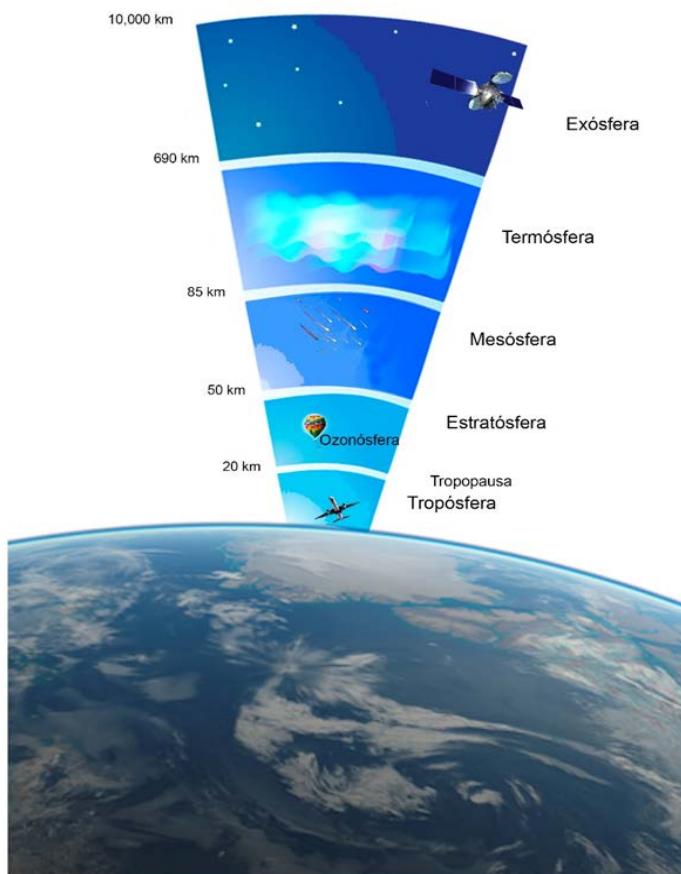 10,000 km
Exósfera
690 km
Termósfera
85 km
Mesósfera
50 km
Estratósfera
Ozonósfera
20 km
Tropopausa
Tropósfera